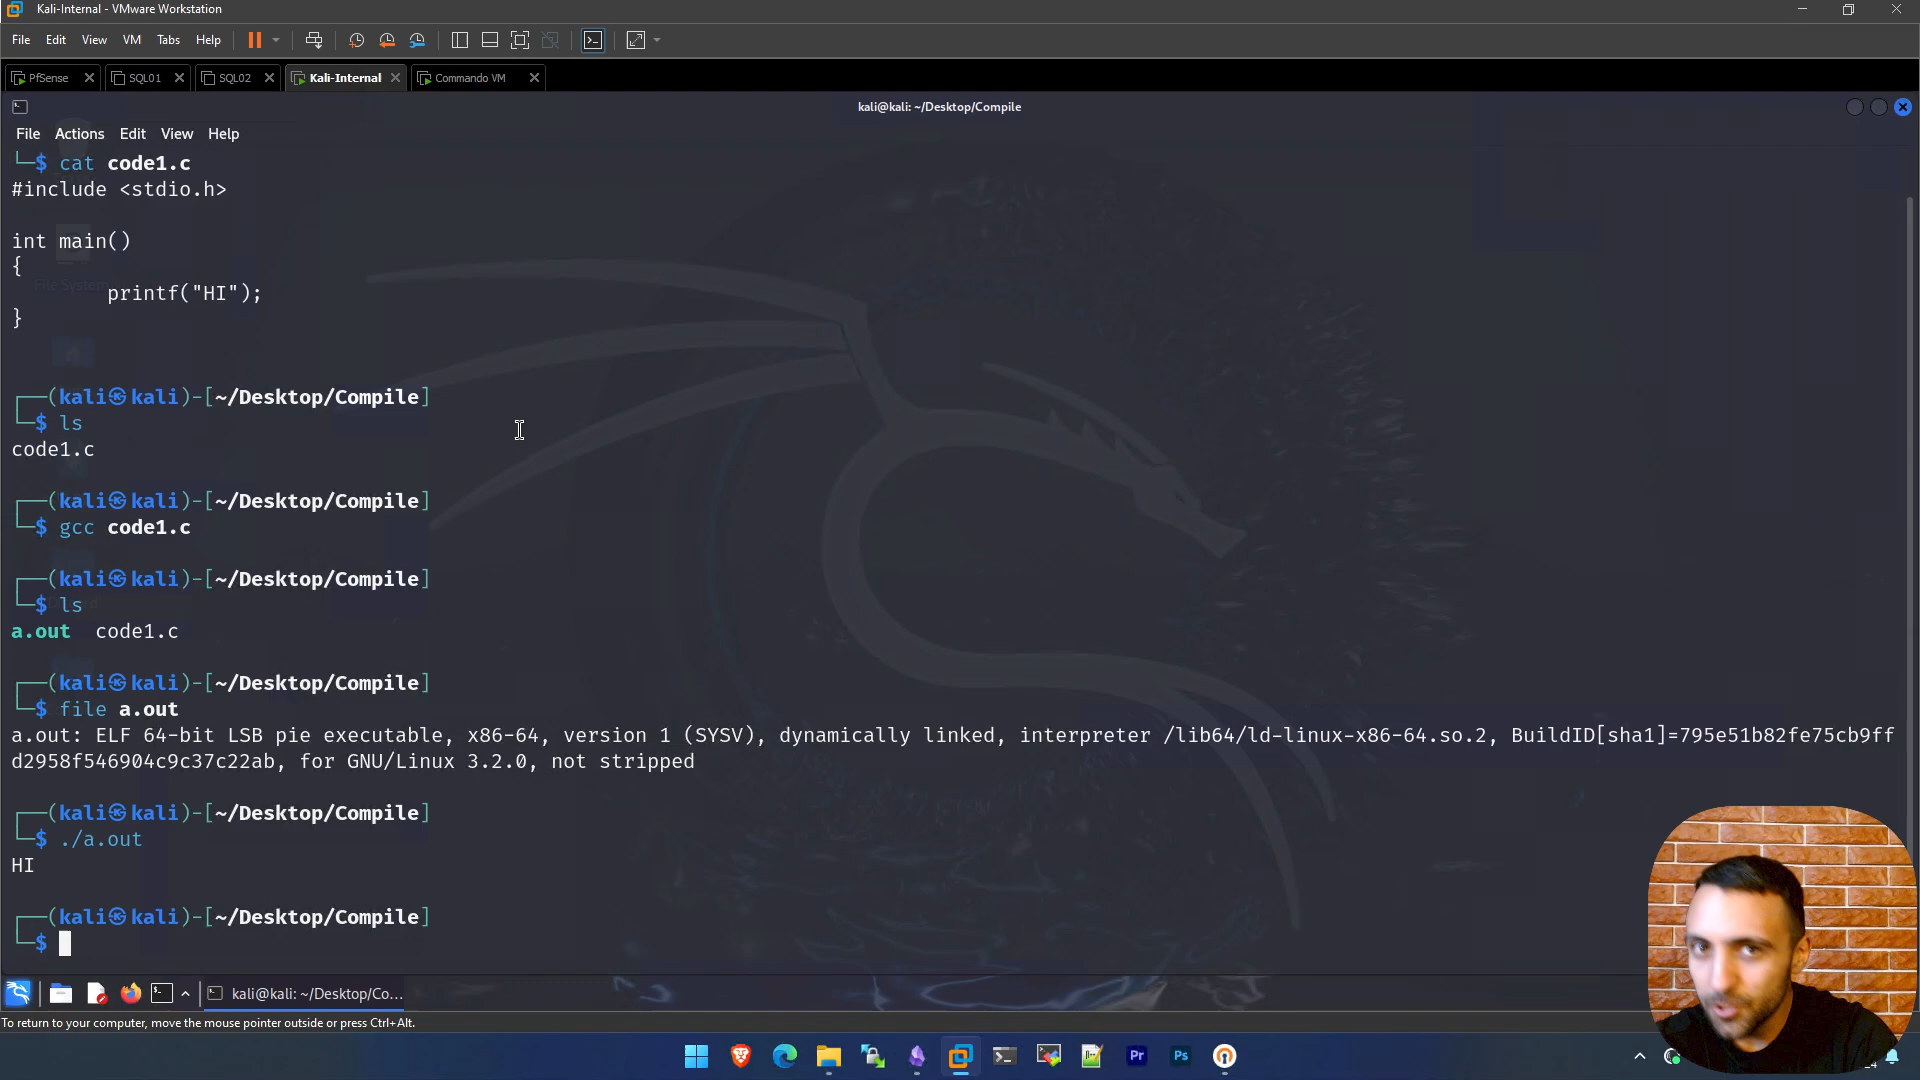 Kali-Internal - VMware Workstation
File Edit View VM Tabs Help
PfSense SQL01 SQL02 Kali-Internal Commando VM
kali@kali: ~/Desktop/Compile
File Actions Edit View Help
└─$ cat code1.c
#include <stdio.h>
int main()
{
File System
printf("HI");
}
┌──(kali㉿kali)-[~/Desktop/Compile]
└─$ ls
code1.c
┌──(kali㉿kali)-[~/Desktop/Compile]
└─$ gcc code1.c
┌──(kali㉿kali)-[~/Desktop/Compile]
└─$ ls
a.out code1.c
┌──(kali㉿kali)-[~/Desktop/Compile]
└─$ file a.out
a.out: ELF 64-bit LSB pie executable, x86-64, version 1 (SYSV), dynamically linked, interpreter /lib64/ld-linux-x86-64.so.2, BuildID[sha1]=795e51b82fe75cb9ff
d2958f546904c9c37c22ab, for GNU/Linux 3.2.0, not stripped
┌──(kali㉿kali)-[~/Desktop/Compile]
└─$ ./a.out
HI
┌──(kali㉿kali)-[~/Desktop/Compile]
└─$
kali@kali: ~/Desktop/Co...
To return to your computer, move the mouse pointer outside or press Ctrl+Alt.
Pr Ps